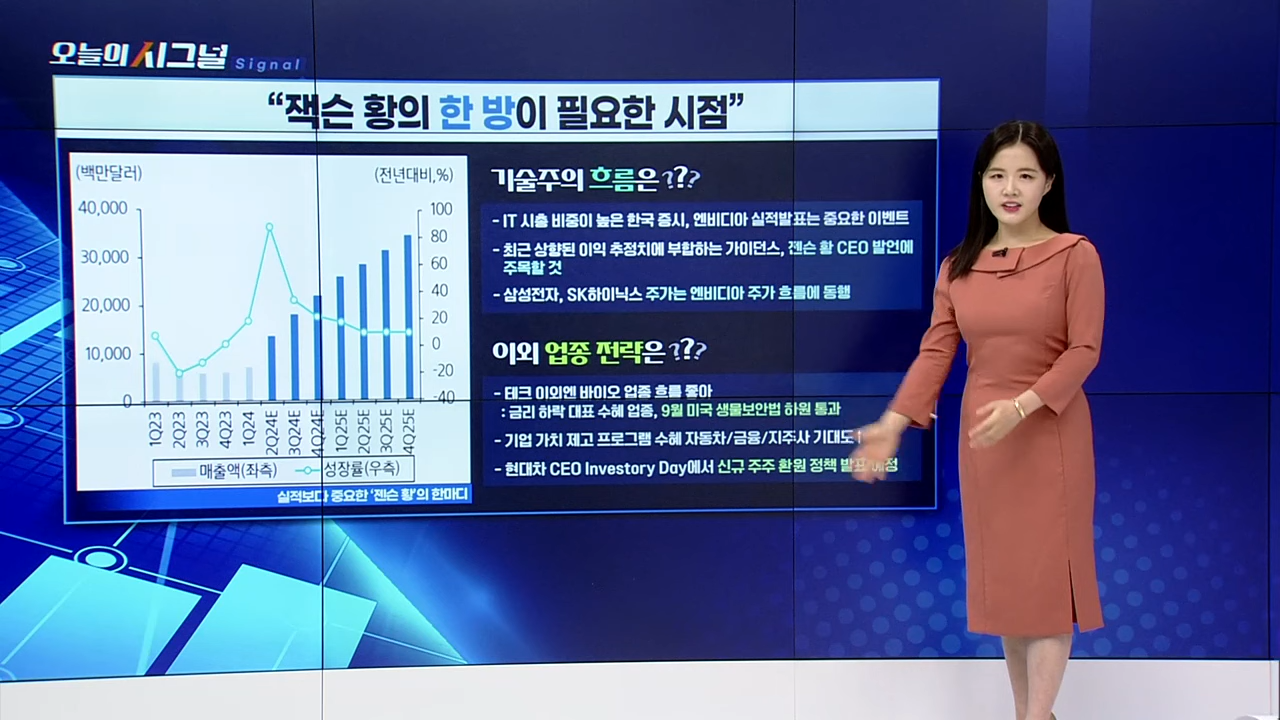 오늘의 시그널 Signal
“잭슨 황의 한 방이 필요한 시점”
(백만달러)
(전년대비,%)
40,000
30,000
20,000
10,000
0
100
80
60
40
20
0
-20
-40
1Q23
2Q23
3Q23
4Q23
1Q24
2Q24E
3Q24E
4Q24E
1Q25E
2Q25E
3Q25E
4Q25E
매출액(좌측)
성장률(우측)
실적보다 중요한 '젠슨 황'의 한마디
기술주의 흐름은???
- IT 시총 비중이 높은 한국 증시, 엔비디아 실적발표는 중요한 이벤트
- 최근 상향된 이익 추정치에 부합하는 가이던스, 젠슨 황 CEO 발언에
주목할 것
- 삼성전자, SK하이닉스 주가는 엔비디아 주가 흐름에 동행
이외 업종 전략은???
- 테크 이외엔 바이오 업종 흐름 좋아
: 금리 하락 대표 수혜 업종, 9월 미국 생물보안법 하원 통과
- 기업 가치 제고 프로그램 수혜 자동차/금융/지주사 기대도↑
- 현대차 CEO Investory Day에서 신규 주주 환원 정책 발표 예정